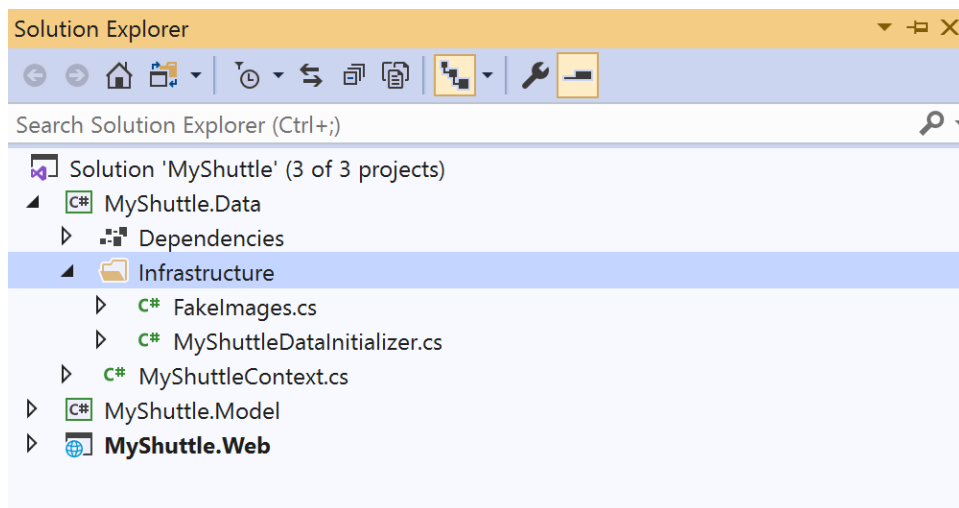 Solution Explorer
Search Solution Explorer (Ctrl+;)
Solution 'MyShuttle' (3 of 3 projects)
C# MyShuttle.Data
Dependencies
Infrastructure
C# FakeImages.cs
C# MyShuttleDataInitializer.cs
C# MyShuttleContext.cs
C# MyShuttle.Model
MyShuttle.Web